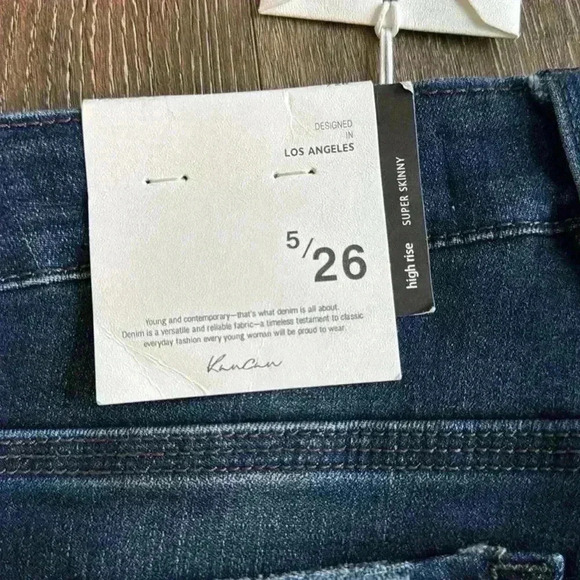 DESIGNED
IN
LOS ANGELES
5/26
Young and contemporary—that's what denim is all about.
Denim is a versatile and reliable fabric—a timeless testament to classic
everyday fashion every young woman will be proud to wear.
KanCan
high rise SUPER SKINNY